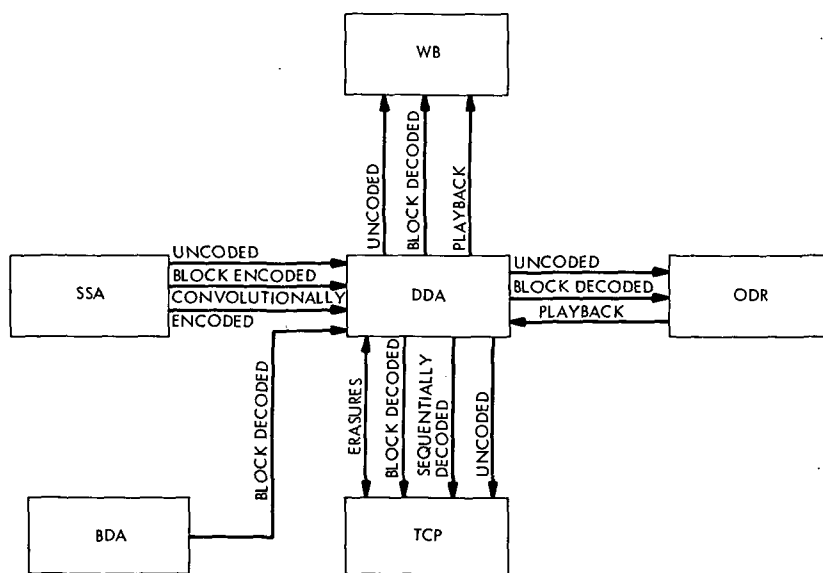 WB
UNCODED
BLOCK DECODED
PLAYBACK
SSA
UNCODED
BLOCK ENCODED
CONVOLUTIONALLY
ENCODED
DDA
UNCODED
BLOCK DECODED
PLAYBACK
ODR
BLOCK DECODED
ERASURES
BLOCK DECODED
SEQUENTIALLY
DECODED
UNCODED
BDA
TCP